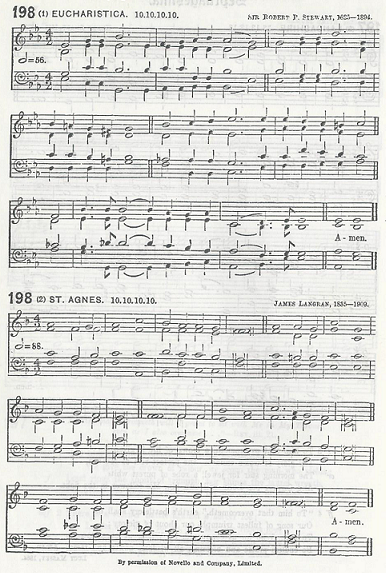 198 (1) EUCHARISTICA. 10.10.10.10. SIR ROBERT P. STEWART, 1825—1894.
=56.
A - men.
198 (2) ST. AGNES. 10.10.10.10. JAMES LANGRAN, 1835—1909.
=88.
A - men.
By permission of Novello and Company, Limited.